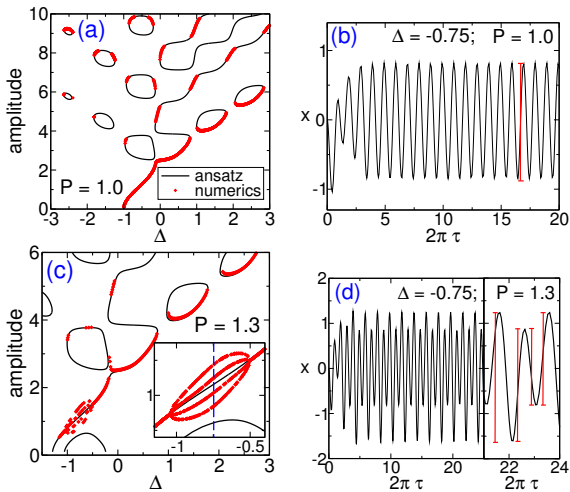 (a)
amplitude
10
8
6
4
2
0
P = 1.0
ansatz
numerics
-3 -2 -1 0 1 2 3
Δ
(b)
Δ = -0.75; P = 1.0
x
1
0
-1
0 5 10 15 20
2π τ
(c)
amplitude
6
4
2
0
P = 1.3
1
-1 -0.5
-1 0 1 2 3
Δ
(d)
Δ = -0.75; P = 1.3
x
2
1
0
-1
-2
0 5 10 15 20
22 24
2π τ
2π τ